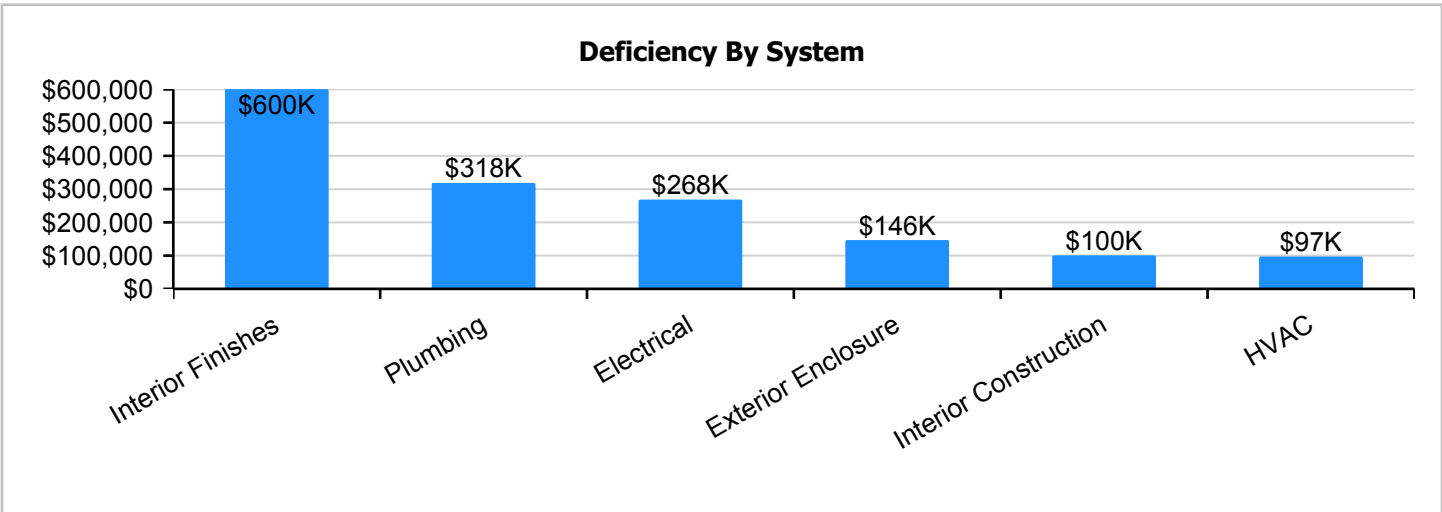 Deficiency By System
$600,000
$500,000
$400,000
$300,000
$200,000
$100,000
$0
$600K
$318K
$268K
$146K
$100K
$97K
Interior Finishes
Plumbing
Electrical
Exterior Enclosure
Interior Construction
HVAC